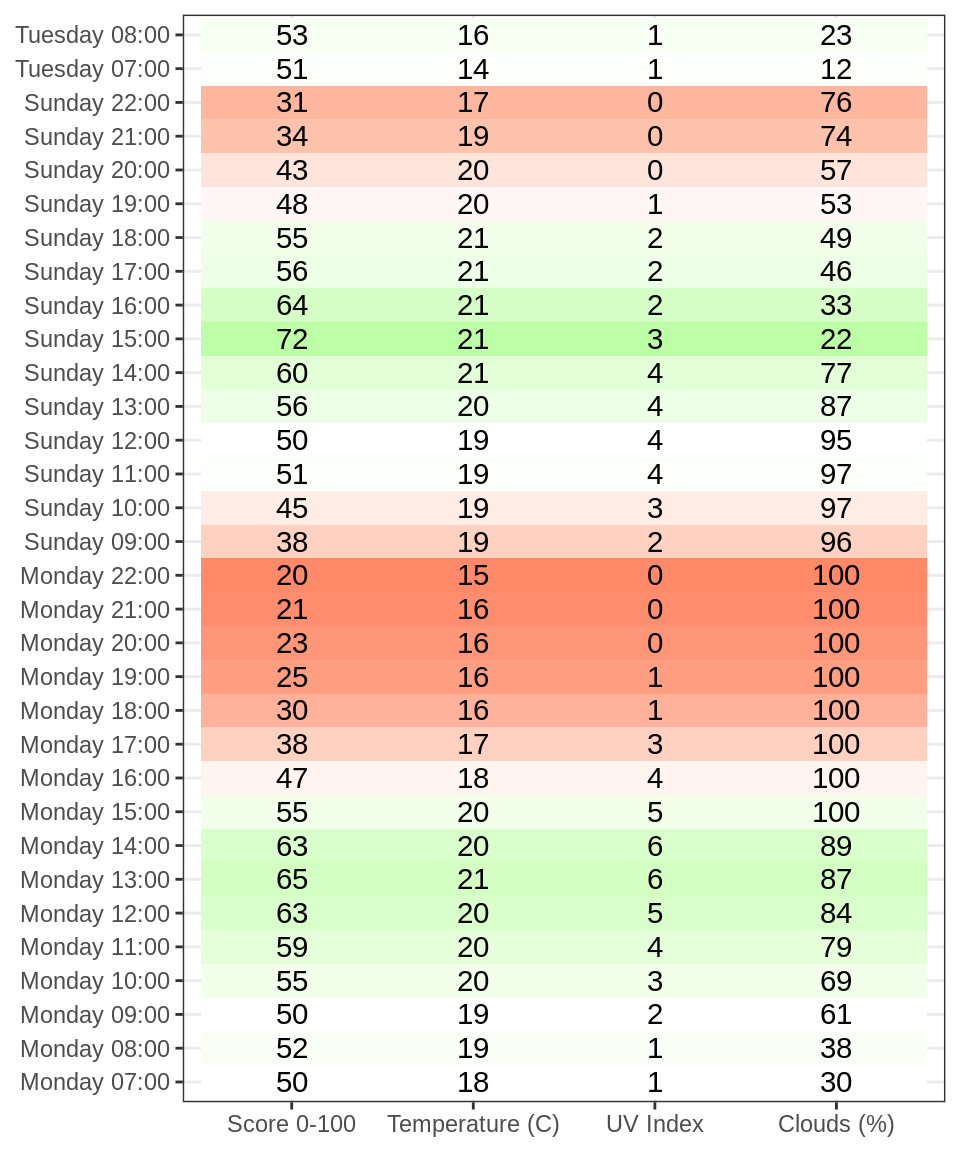 Tuesday 08:00 53 16 1 23
Tuesday 07:00 51 14 1 12
Sunday 22:00 31 17 0 76
Sunday 21:00 34 19 0 74
Sunday 20:00 43 20 0 57
Sunday 19:00 48 20 1 53
Sunday 18:00 55 21 2 49
Sunday 17:00 56 21 2 46
Sunday 16:00 64 21 2 33
Sunday 15:00 72 21 3 22
Sunday 14:00 60 21 4 77
Sunday 13:00 56 20 4 87
Sunday 12:00 50 19 4 95
Sunday 11:00 51 19 4 97
Sunday 10:00 45 19 3 97
Sunday 09:00 38 19 2 96
Monday 22:00 20 15 0 100
Monday 21:00 21 16 0 100
Monday 20:00 23 16 0 100
Monday 19:00 25 16 1 100
Monday 18:00 30 16 1 100
Monday 17:00 38 17 3 100
Monday 16:00 47 18 4 100
Monday 15:00 55 20 5 100
Monday 14:00 63 20 6 89
Monday 13:00 65 21 6 87
Monday 12:00 63 20 5 84
Monday 11:00 59 20 4 79
Monday 10:00 55 20 3 69
Monday 09:00 50 19 2 61
Monday 08:00 52 19 1 38
Monday 07:00 50 18 1 30
Score 0-100 Temperature (C) UV Index Clouds (%)